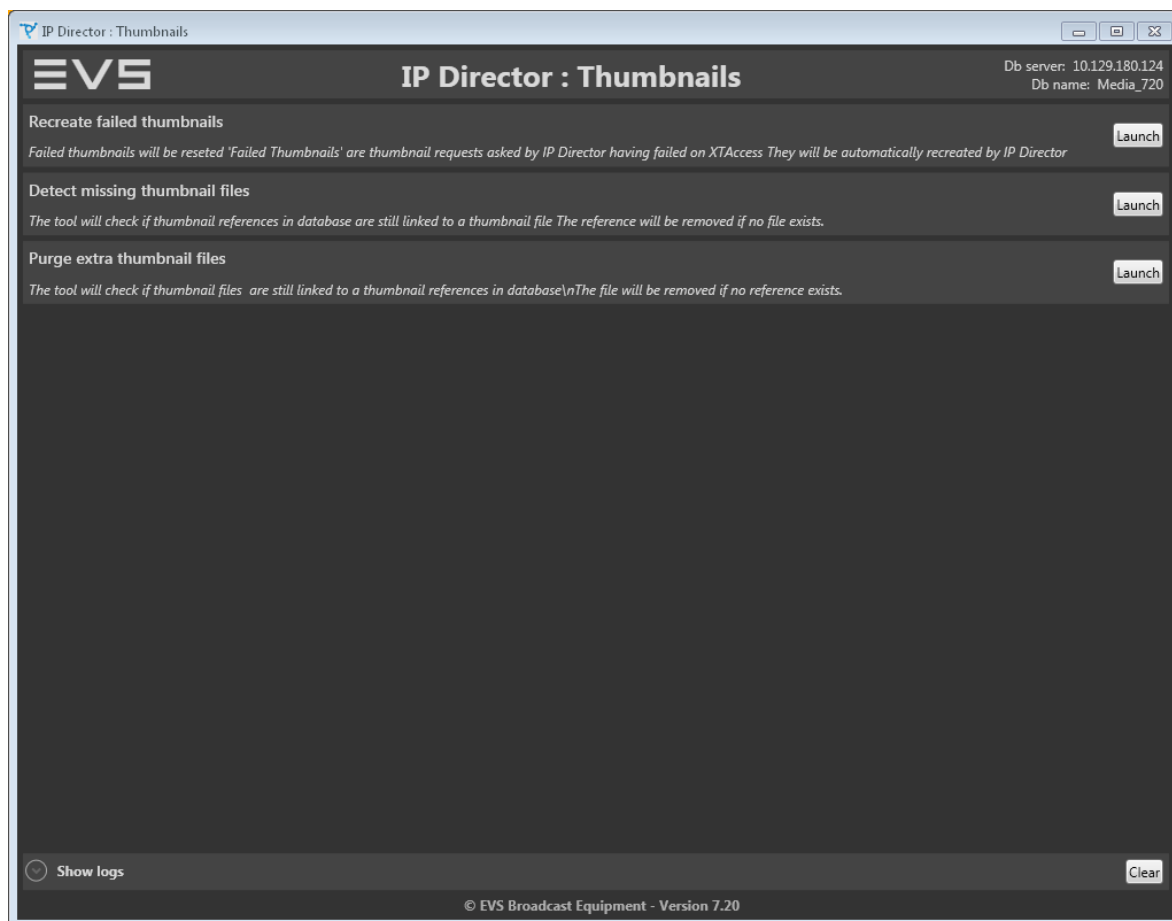 IP Director : Thumbnails
EVS
IP Director : Thumbnails
Db server: 10.129.180.124
Db name: Media_720
Recreate failed thumbnails
Launch
Failed thumbnails will be reseted 'Failed Thumbnails' are thumbnail requests asked by IP Director having failed on XTAccess They will be automatically recreated by IP Director
Detect missing thumbnail files
Launch
The tool will check if thumbnail references in database are still linked to a thumbnail file The reference will be removed if no file exists.
Purge extra thumbnail files
Launch
The tool will check if thumbnail files  are still linked to a thumbnail references in database\nThe file will be removed if no reference exists.
Show logs
Clear
© EVS Broadcast Equipment - Version 7.20